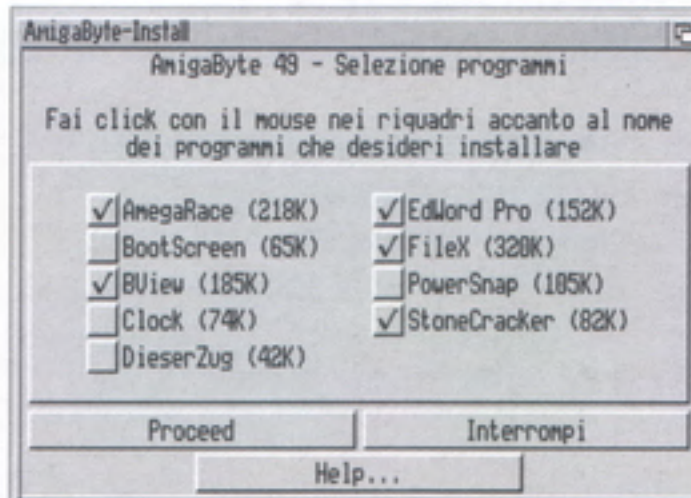 AmigaByte-Install
AmigaByte 49 - Selezione programmi
Fai click con il mouse nei riquadri accanto al nome
dei programmi che desideri installare
AmegaRace (218K)
BootScreen (65K)
BView (185K)
Clock (74K)
DieserZug (42K)
EdWord Pro (152K)
FileX (320K)
PowerSnap (105K)
StoneCracker (82K)
Proceed
Interrompi
Help...